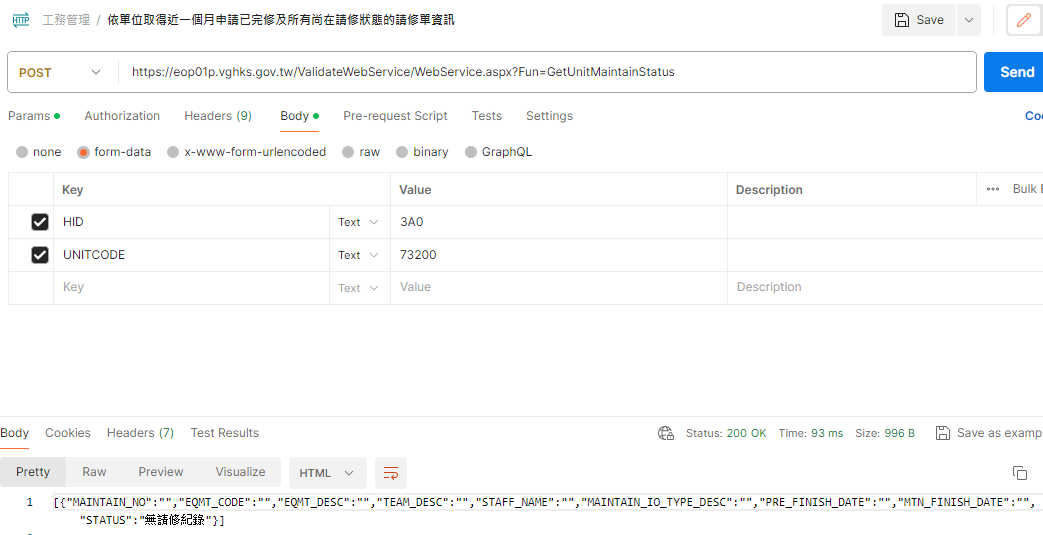 HTTP 工務管理 / 依單位取得近一個月申請已完修及所有尚在請修狀態的請修單資訊 Save
POST https://eop01p.vghks.gov.tw/ValidateWebService/WebService.aspx?Fun=GetUnitMaintainStatus Send
Params Authorization Headers (9) Body Pre-request Script Tests Settings Coo
none form-data x-www-form-urlencoded raw binary GraphQL
Key Value Description ••• Bulk E
HID Text 3A0
UNITCODE Text 73200
Key Text Value Description
Body Cookies Headers (7) Test Results Status: 200 OK Time: 93 ms Size: 996 B Save as examp
Pretty Raw Preview Visualize HTML
1 [{"MAINTAIN_NO":"","EQMT_CODE":"","EQMT_DESC":"","TEAM_DESC":"","STAFF_NAME":"","MAINTAIN_IO_TYPE_DESC":"","PRE_FINISH_DATE":"","MTN_FINISH_DATE":"",
"STATUS":"無請修紀錄"}]